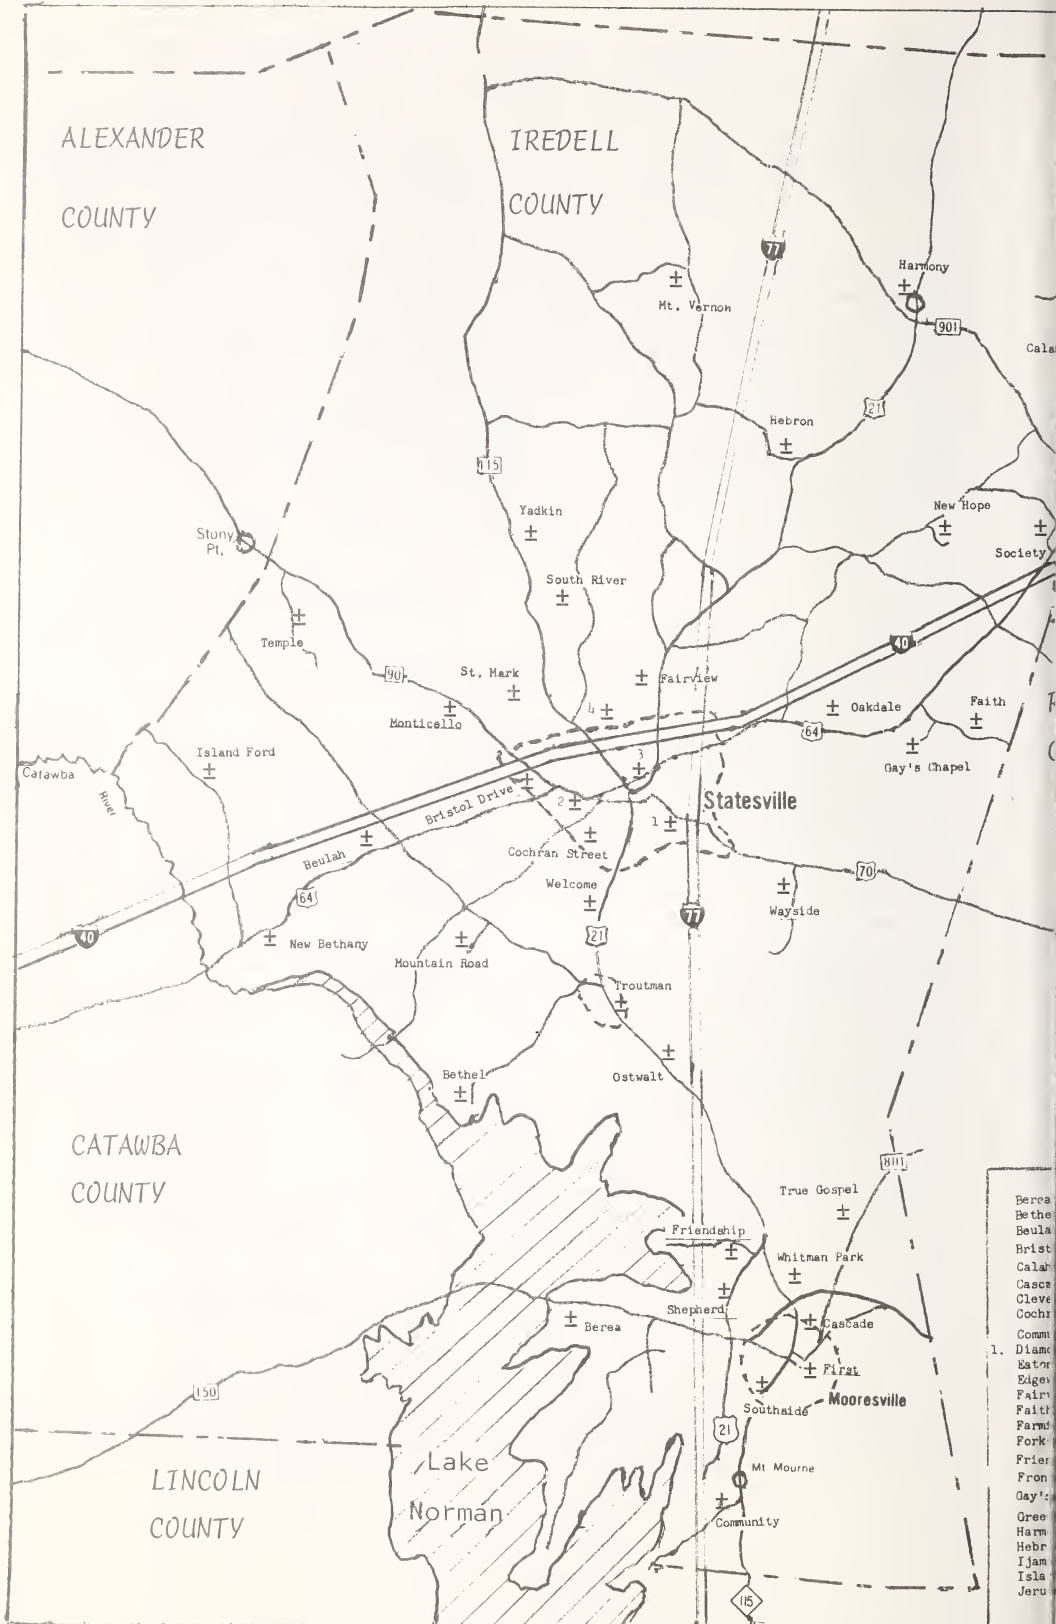 ALEXANDER
COUNTY
IREDELL
COUNTY
77
Harmony
Mt. Vernon
901
21
Hebron
115
Yadkin
New Hope
Stony
Pt.
Society
South River
Temple
40
St. Mark
90
Fairview
Monticello
4
Oakdale
Faith
64
Island Ford
3
Gay's Chapel
Catawba
River
Bristol Drive
2
Statesville
1
Beulah
Cochran Street
64
Welcome
70
Wayside
40
77
21
New Bethany
Mountain Road
Troutman
Bethel
Ostwalt
CATAWBA
COUNTY
801
True Gospel
Friendship
Whitman Park
Shepherd
Berea
Cascade
First
150
Mooresville
Southside
21
Lake
Norman
Mt Mourne
LINCOLN
COUNTY
Community
115
Berea
1.